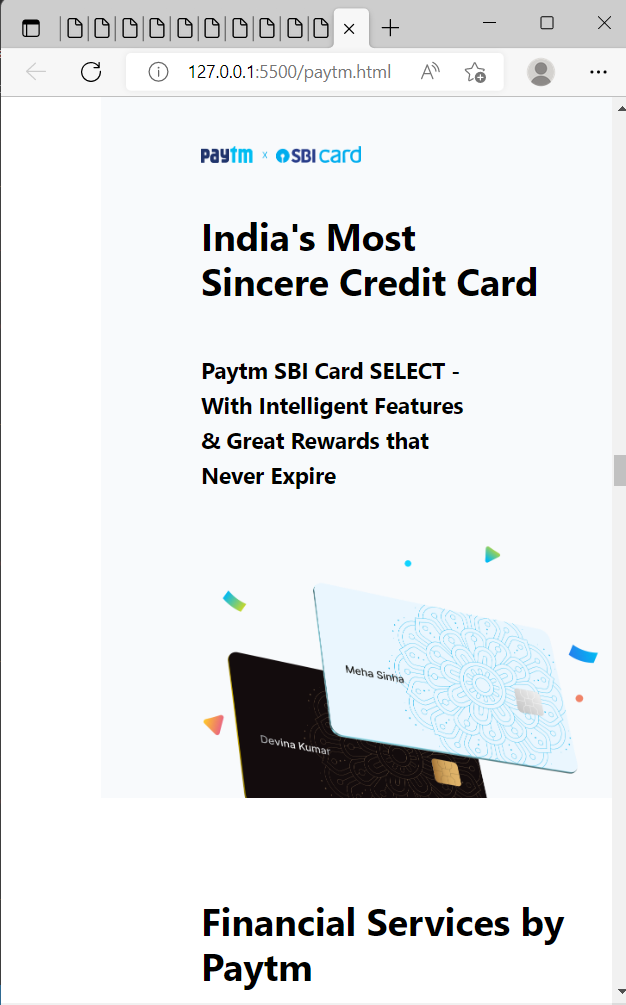 127.0.0.1:5500/paytm.html
paytm x SBI card
India's Most
Sincere Credit Card
Paytm SBI Card SELECT -
With Intelligent Features
& Great Rewards that
Never Expire
Meha Sinha
Devina Kumar
Financial Services by
Paytm